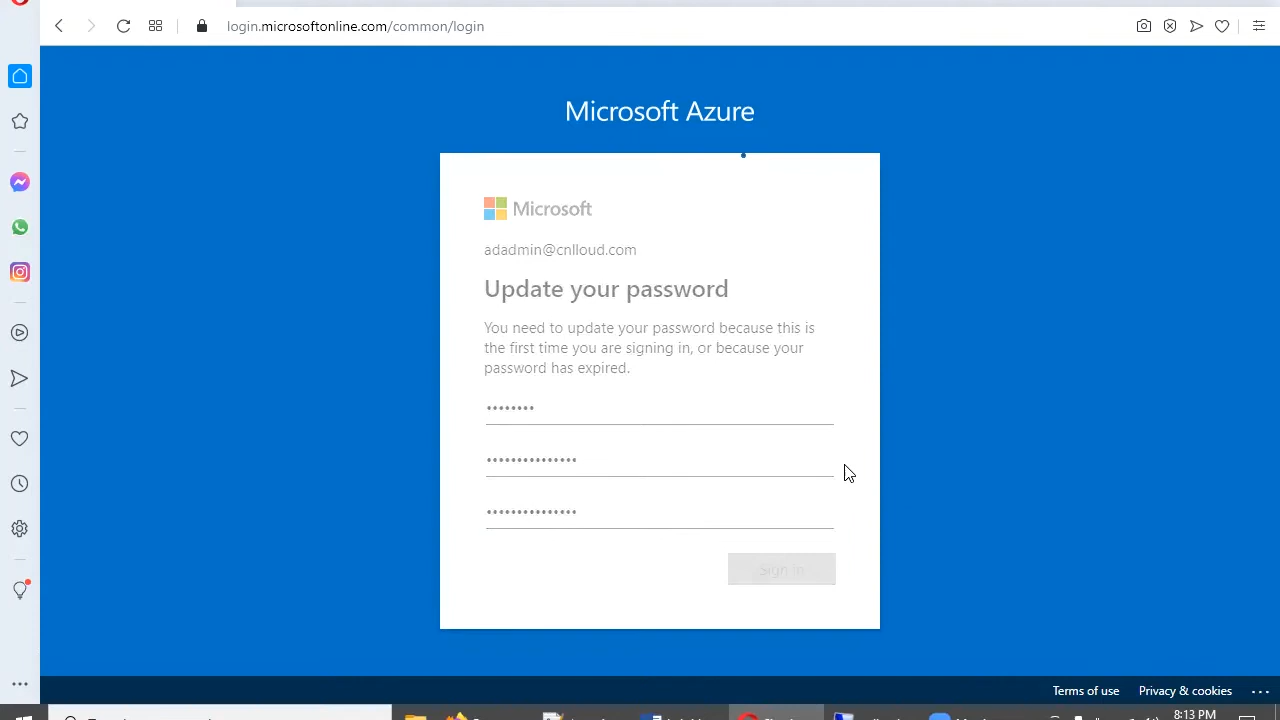 login.microsoftonline.com/common/login
Microsoft Azure
Microsoft
adadmin@cnlloud.com
Update your password
You need to update your password because this is
the first time you are signing in, or because your
password has expired.
••••••••
•••••••••••••••
•••••••••••••••
Sign in
Terms of use Privacy & cookies ...
8:13 PM